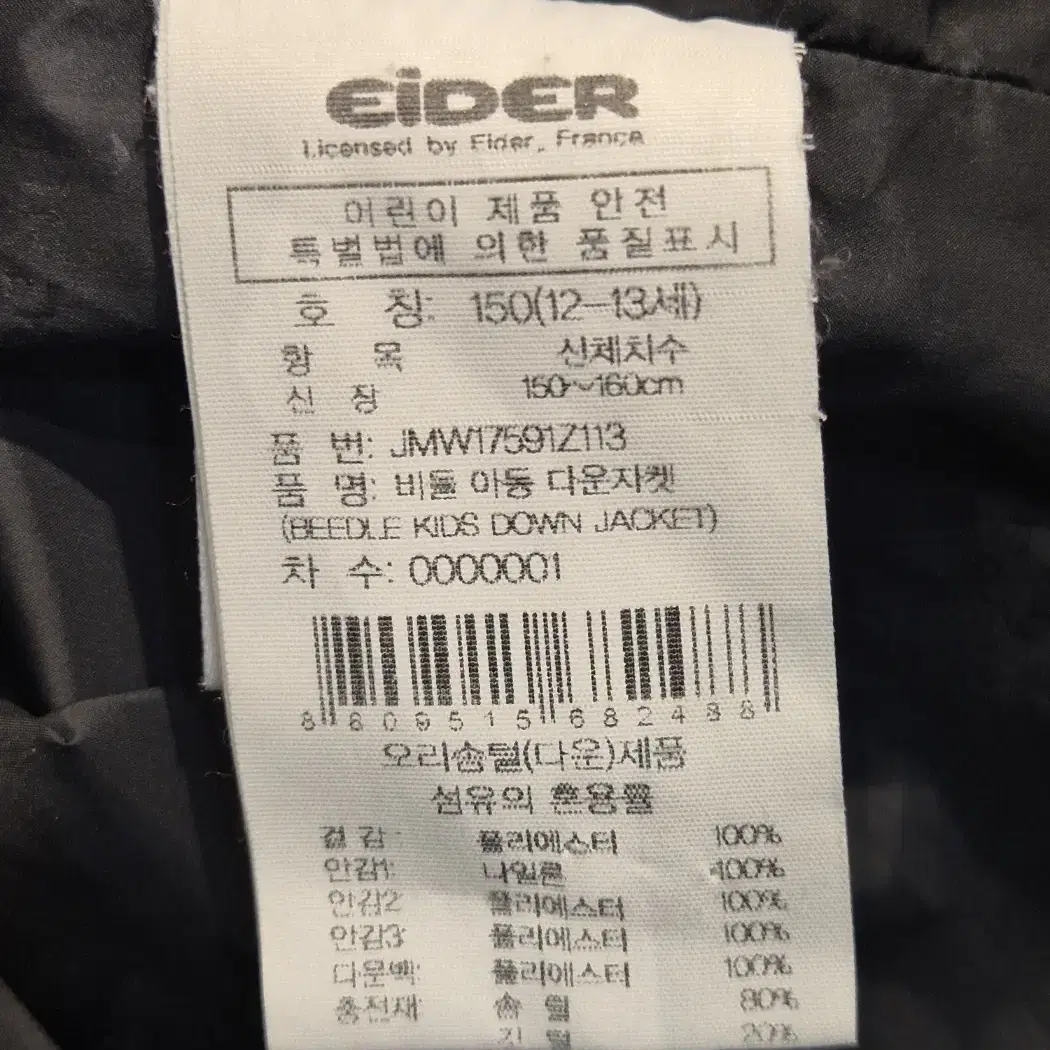 EiDER
Licensed by Eider, France
어린이 제품 안전
특별법에 의한 품질표시
호 칭: 150(12-13세)
항 목 신체치수
신 장 150~160cm
품 번: JMW17591Z113
품 명: 비들 아동 다운자켓
(BEEDLE KIDS DOWN JACKET)
차 수: 0000001
8 809515 682488
오리솜털(다운)제품
섬유의 혼용률
겉감: 폴리에스터 100%
안감1: 나일론 100%
안감2 폴리에스터 100%
안감3: 폴리에스터 100%
다운백: 폴리에스터 100%
충전재: 솜 털 80%
깃 털 20%